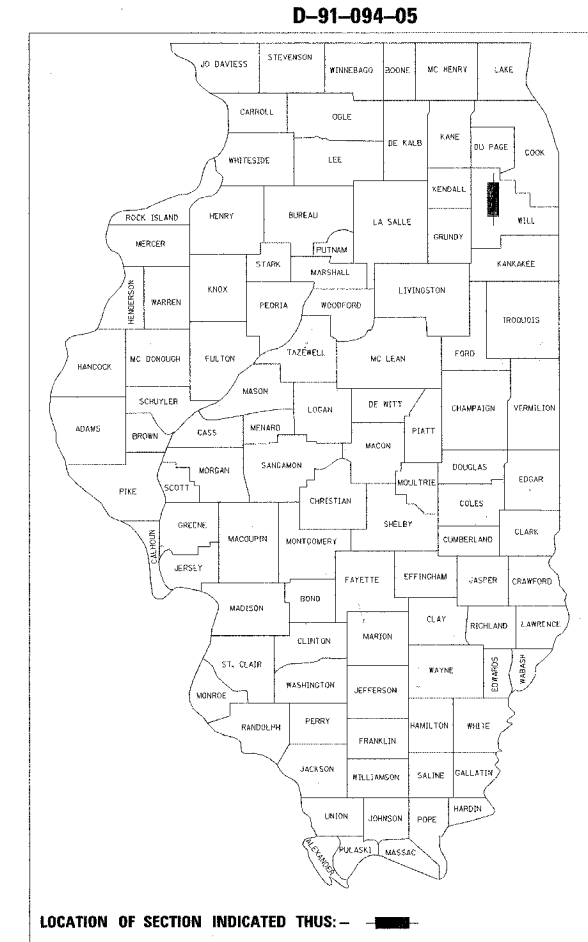 D-91-094-05
JO DAVIESS STEVENSON WINNEBAGO BOONE MC HENRY LAKE
CARROLL OGLE DE KALB KANE DU PAGE COOK
WHITESIDE LEE
KENDALL
ROCK ISLAND HENRY BUREAU LA SALLE GRUNDY WILL
MERCER PUTNAM
STARK MARSHALL KANKAKEE
HENDERSON WARREN KNOX PEORIA WOODFORD LIVINGSTON IROQUOIS
HANCOCK MC DONOUGH FULTON TAZEWELL MC LEAN FORD
SCHUYLER MASON LOGAN DE WITT CHAMPAIGN VERMILION
ADAMS BROWN CASS MENARD MACON PIATT
PIKE SCOTT MORGAN SANGAMON CHRISTIAN MOULTRIE DOUGLAS EDGAR
COLES
CALHOUN GREENE MACOUPIN MONTGOMERY SHELBY CUMBERLAND CLARK
JERSEY FAYETTE EFFINGHAM JASPER CRAWFORD
MADISON BOND CLAY RICHLAND LAWRENCE
CLINTON MARION
ST. CLAIR WAYNE EDWARDS WABASH
MONROE WASHINGTON JEFFERSON
RANDOLPH PERRY HAMILTON WHITE
FRANKLIN
JACKSON WILLIAMSON SALINE GALLATIN
UNION JOHNSON POPE HARDIN
ALEXANDER PULASKI MASSAC
LOCATION OF SECTION INDICATED THUS:-